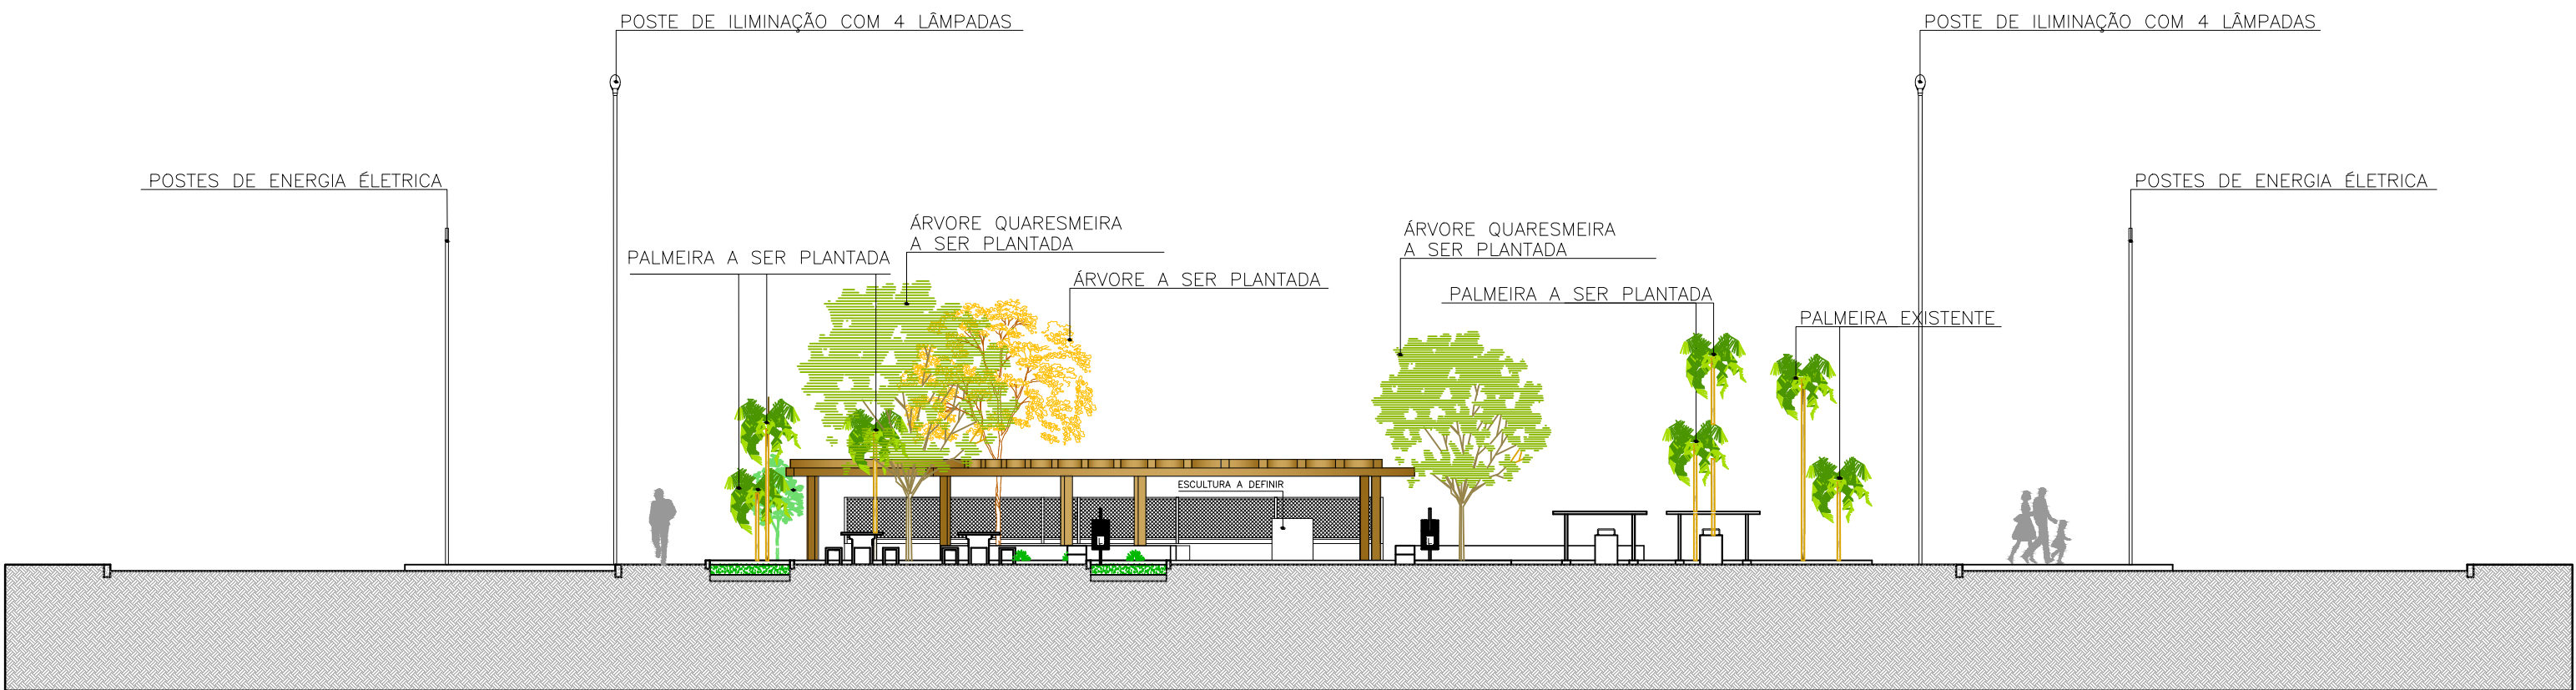 POSTE DE ILIMINAÇÃO COM 4 LÂMPADAS
POSTE DE ILIMINAÇÃO COM 4 LÂMPADAS
POSTES DE ENERGIA ÉLETRICA
POSTES DE ENERGIA ÉLETRICA
ÁRVORE QUARESMEIRA
A SER PLANTADA
ÁRVORE QUARESMEIRA
A SER PLANTADA
PALMEIRA A SER PLANTADA
ÁRVORE A SER PLANTADA
PALMEIRA A SER PLANTADA
PALMEIRA EXISTENTE
ESCULTURA A DEFINIR